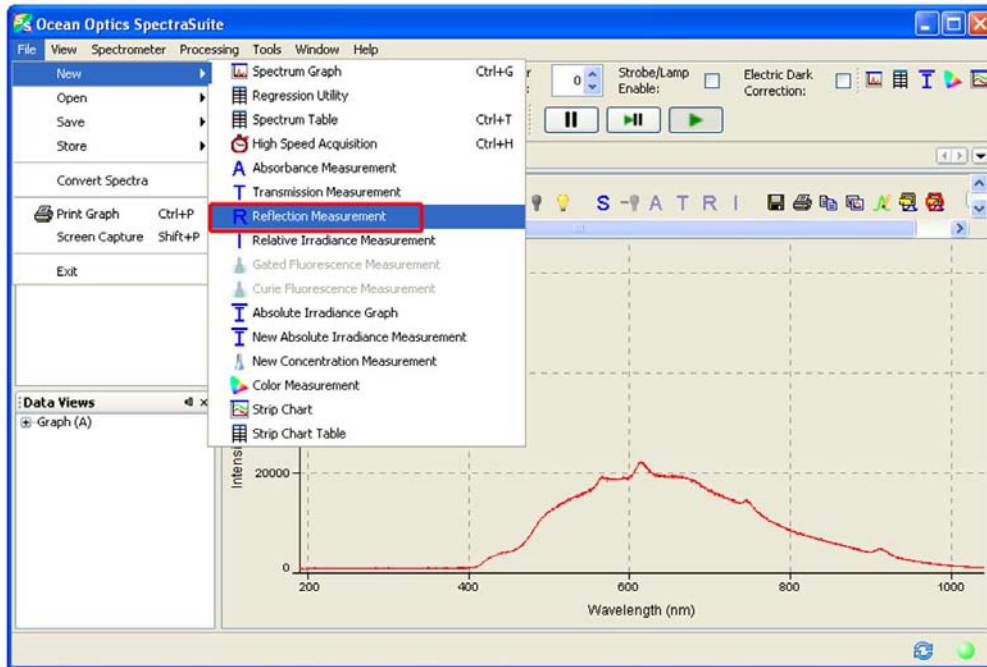 Ocean Optics SpectraSuite
File View Spectrometer Processing Tools Window Help
New
Open
Save
Store
Convert Spectra
Print Graph Ctrl+P
Screen Capture Shift+P
Exit
Spectrum Graph Ctrl+G
Regression Utility
Spectrum Table Ctrl+T
High Speed Acquisition Ctrl+H
A Absorbance Measurement
T Transmission Measurement
R Reflection Measurement
I Relative Irradiance Measurement
Gated Fluorescence Measurement
Curie Fluorescence Measurement
I Absolute Irradiance Graph
I New Absolute Irradiance Measurement
New Concentration Measurement
Color Measurement
Strip Chart
Strip Chart Table
0
Strobe/Lamp
Enable:
Electric Dark
Correction:
S A T R I
Data Views
Graph (A)
20000
0
200 400 600 800 1000
Wavelength (nm)